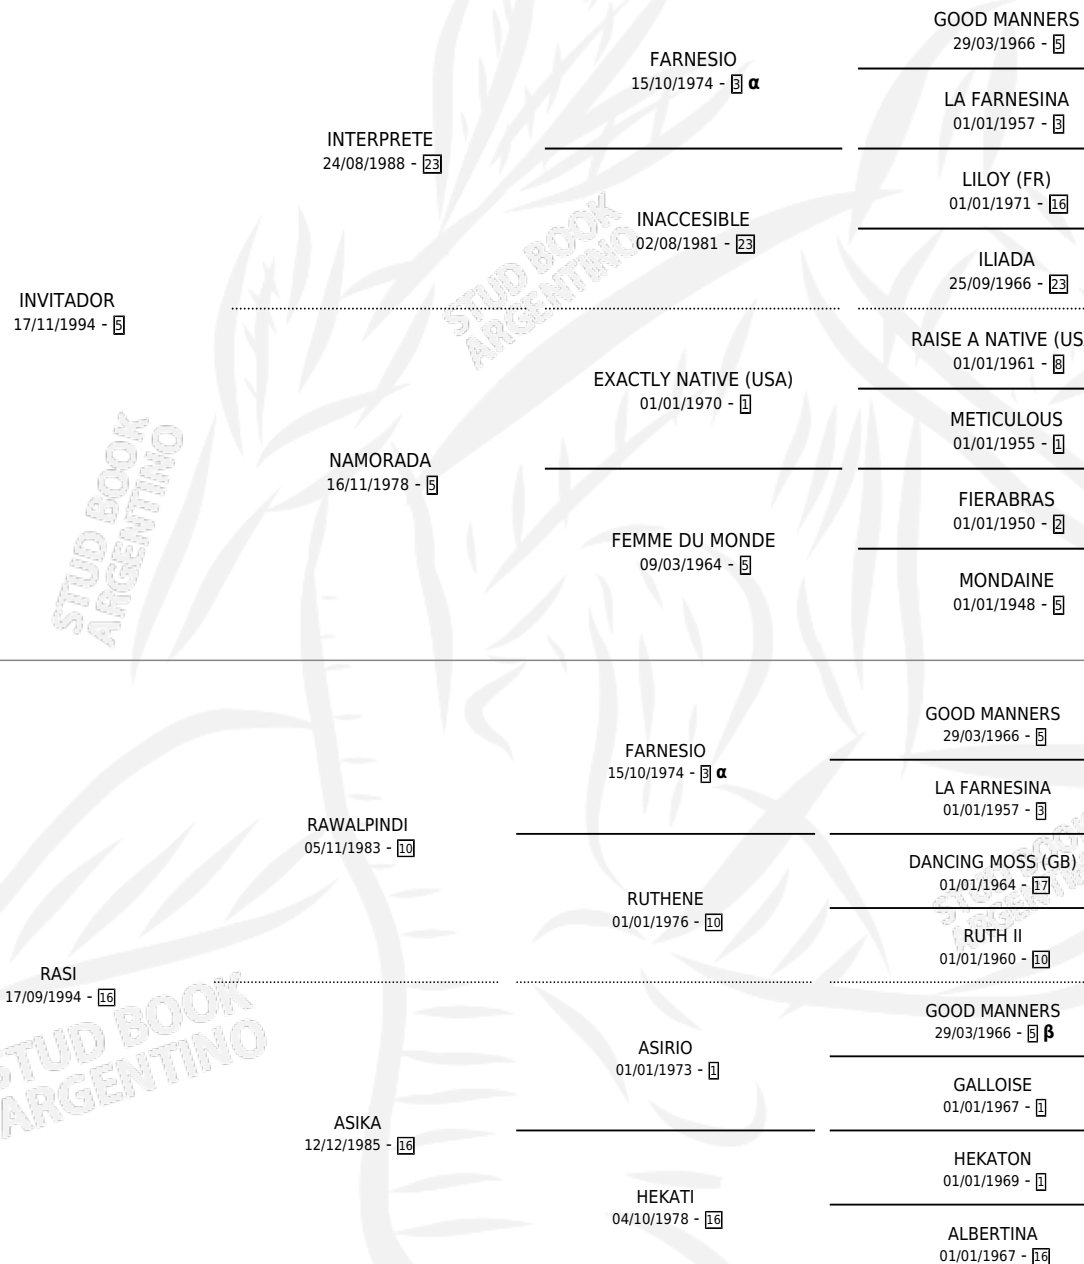 GOOD MANNERS
29/03/1966 - 5
FARNESIO
15/10/1974 - 3 α
LA FARNESINA
01/01/1957 - 3
INTERPRETE
24/08/1988 - 23
LILOY (FR)
01/01/1971 - 16
INACCESIBLE
02/08/1981 - 23
ILIADA
25/09/1966 - 23
INVITADOR
17/11/1994 - 5
RAISE A NATIVE (US
01/01/1961 - 8
EXACTLY NATIVE (USA)
01/01/1970 - 1
METICULOUS
01/01/1955 - 1
NAMORADA
16/11/1978 - 5
FIERABRAS
01/01/1950 - 2
FEMME DU MONDE
09/03/1964 - 5
MONDAINE
01/01/1948 - 5
GOOD MANNERS
29/03/1966 - 5
FARNESIO
15/10/1974 - 3 α
LA FARNESINA
01/01/1957 - 3
RAWALPINDI
05/11/1983 - 10
DANCING MOSS (GB)
01/01/1964 - 17
RUTHENE
01/01/1976 - 10
RUTH II
01/01/1960 - 10
RASI
17/09/1994 - 16
GOOD MANNERS
29/03/1966 - 5 β
ASIRIO
01/01/1973 - 1
GALLOISE
01/01/1967 - 1
ASIKA
12/12/1985 - 16
HEKATON
01/01/1969 - 1
HEKATI
04/10/1978 - 16
ALBERTINA
01/01/1967 - 16
STUD BOOK
ARGENTINO
STUD BOOK
ARGENTINO
STUD BOOK
ARGENTINO